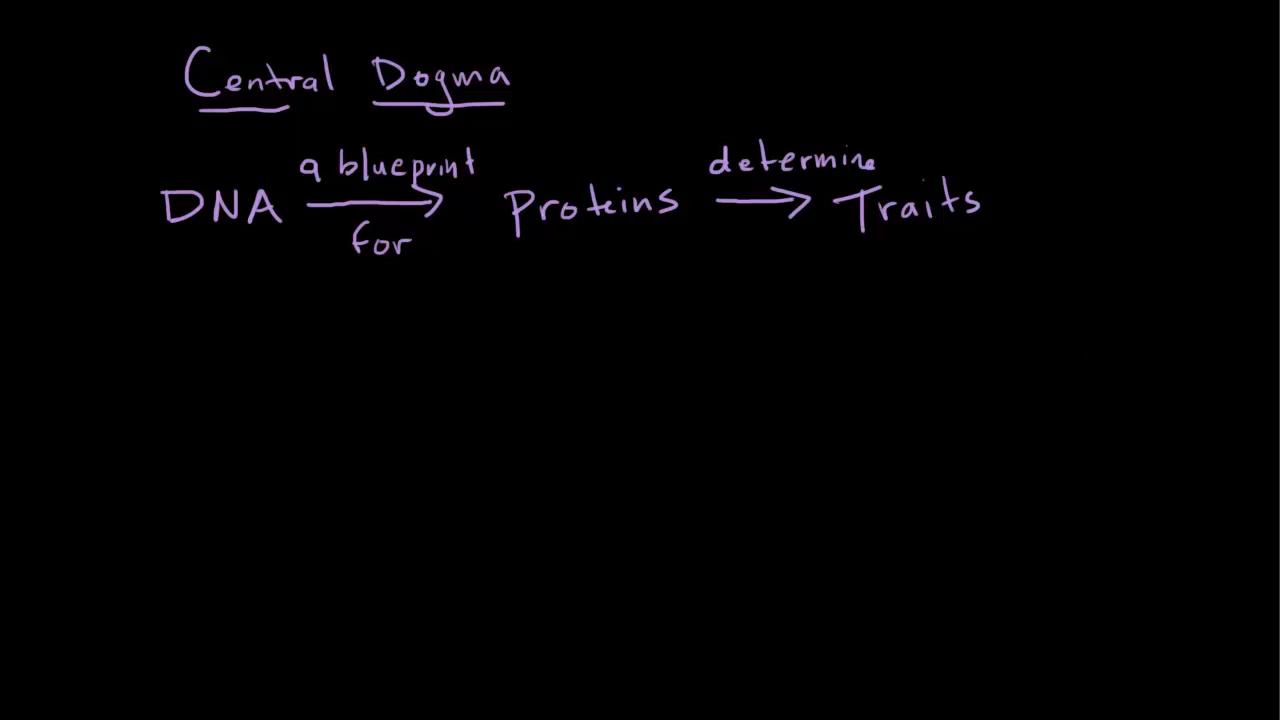 Central Dogma
a blueprint determine
DNA → Proteins → Traits
for